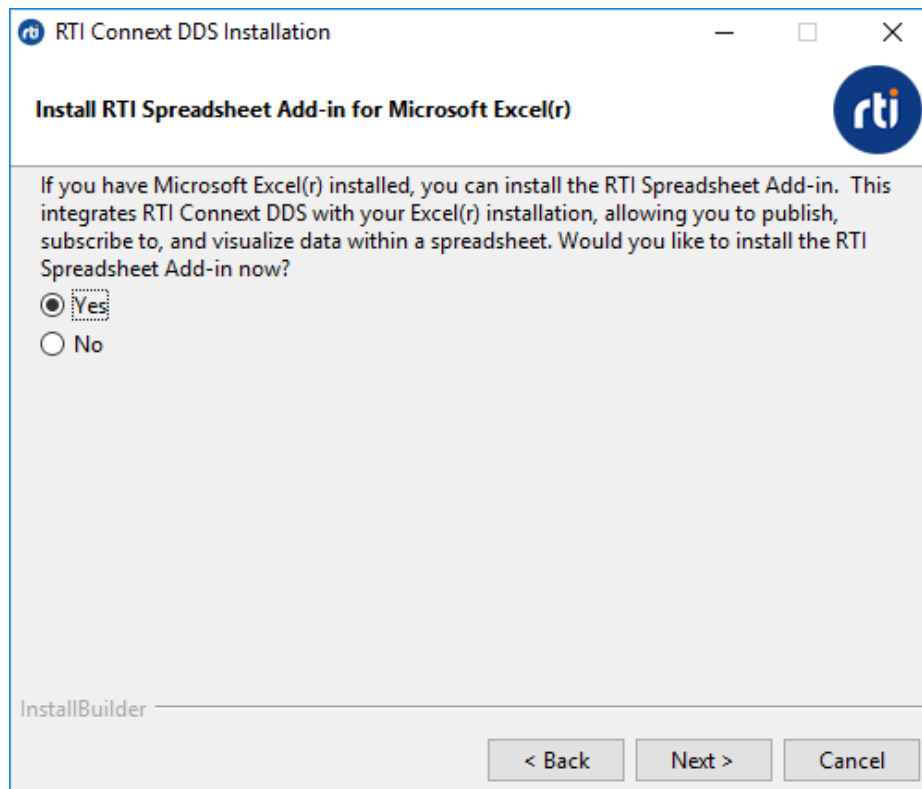 rti RTI Connext DDS Installation
Install RTI Spreadsheet Add-in for Microsoft Excel(r)
rti
If you have Microsoft Excel(r) installed, you can install the RTI Spreadsheet Add-in.  This
integrates RTI Connext DDS with your Excel(r) installation, allowing you to publish,
subscribe to, and visualize data within a spreadsheet. Would you like to install the RTI
Spreadsheet Add-in now?
Yes
No
InstallBuilder
< Back Next > Cancel